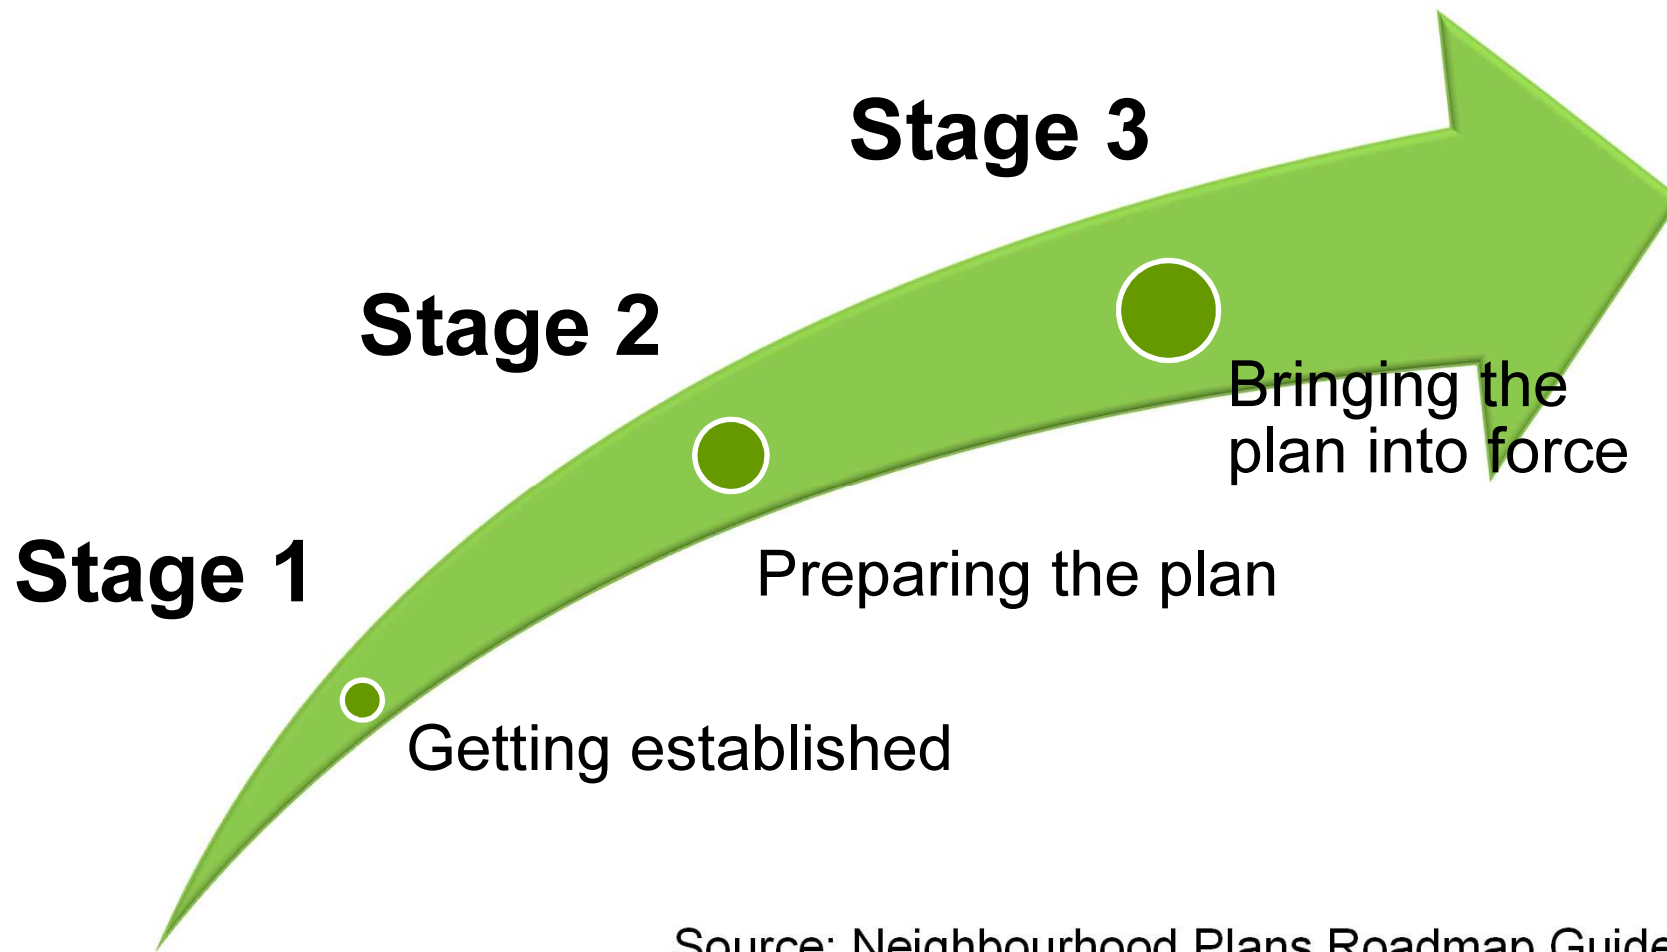 Stage 3
Stage 2
Bringing the
plan into force
Stage 1
Preparing the plan
Getting established
Source: Neighbourhood Plans Roadmap Guide